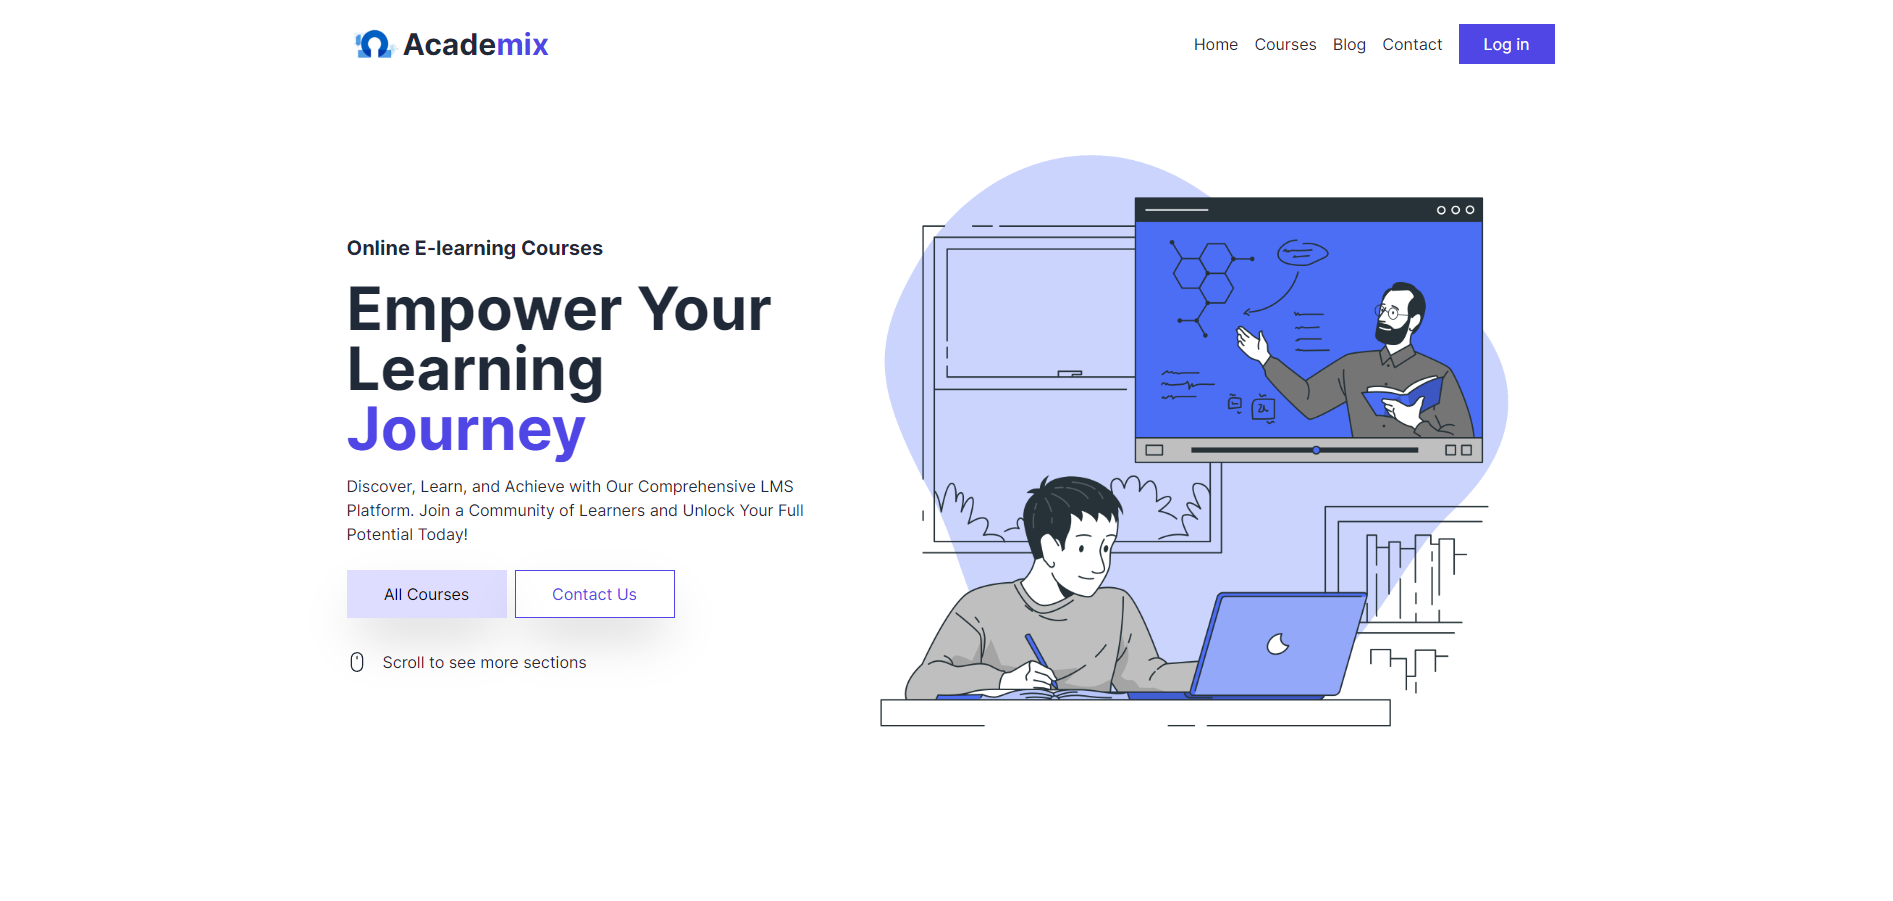 Academix
Home Courses Blog Contact Log in
Online E-learning Courses
Empower Your
Learning
Journey
Discover, Learn, and Achieve with Our Comprehensive LMS
Platform. Join a Community of Learners and Unlock Your Full
Potential Today!
All Courses Contact Us
Scroll to see more sections